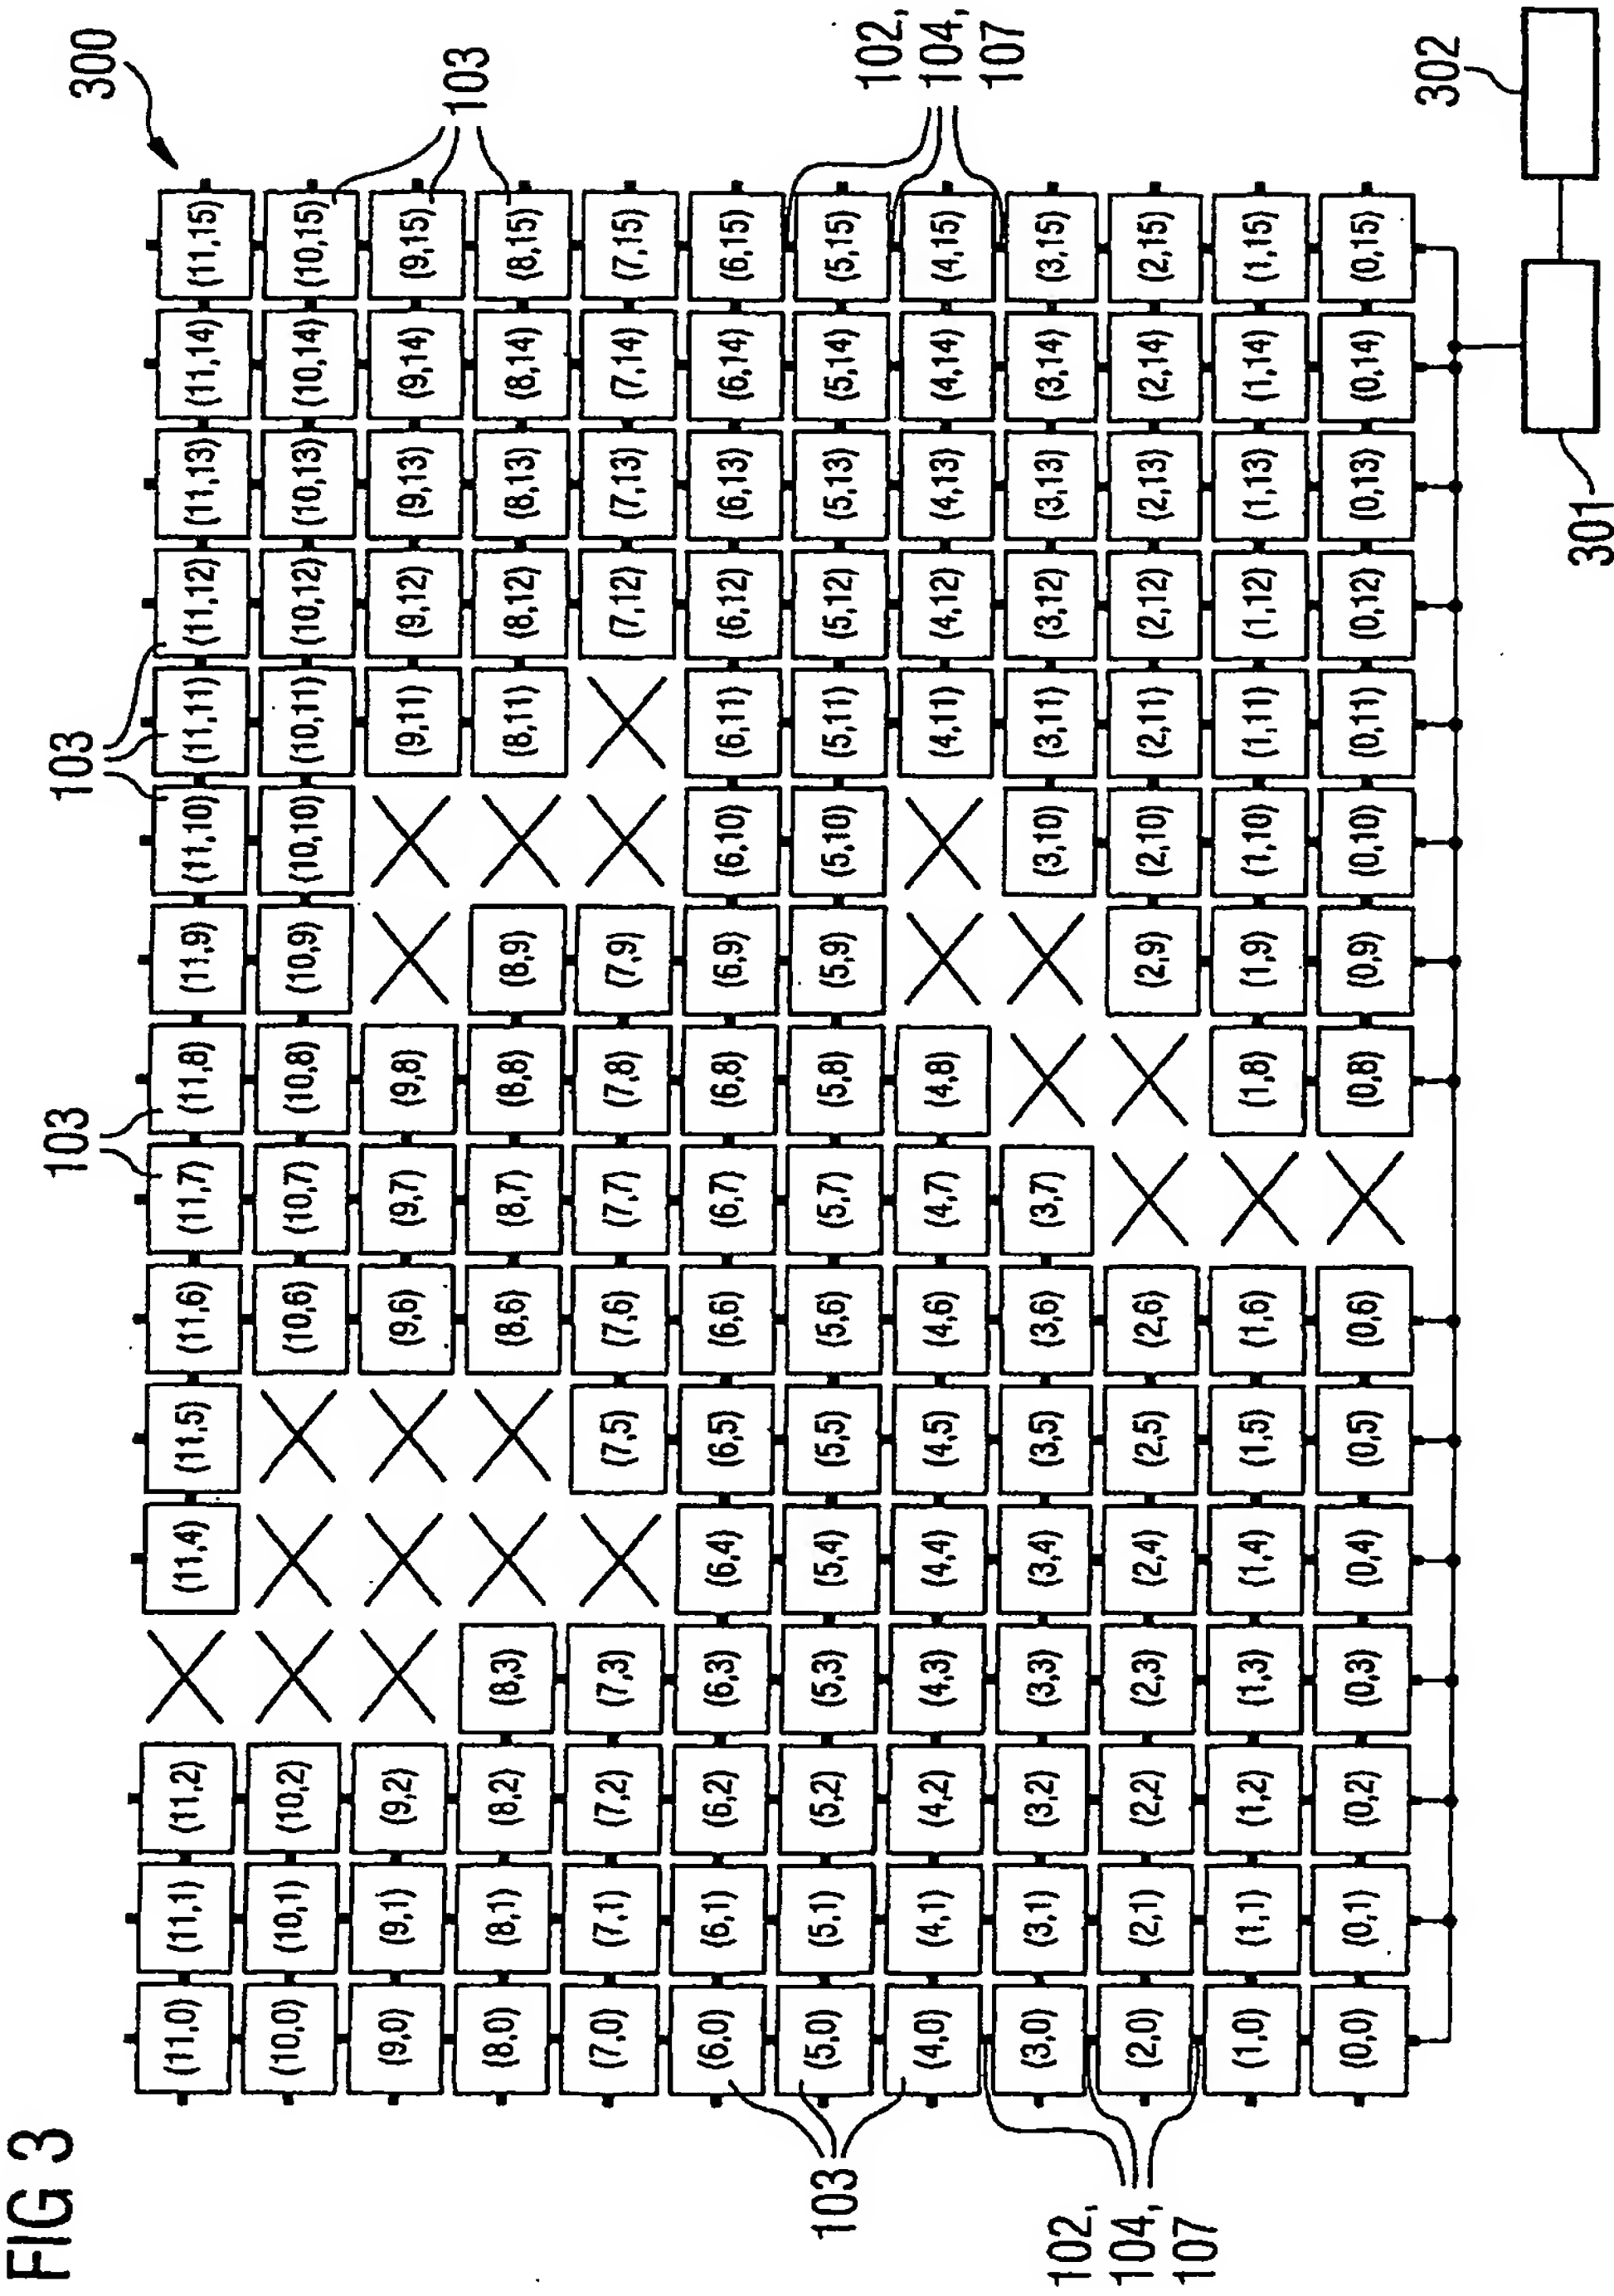 FIG 3
103
103
300
(11,0) (11,1) (11,2) (11,4) (11,5) (11,6) (11,7) (11,8) (11,9) (11,10) (11,11) (11,12) (11,13) (11,14) (11,15)
(10,0) (10,1) (10,2) (10,6) (10,7) (10,8) (10,9) (10,10) (10,11) (10,12) (10,13) (10,14) (10,15)
(9,0) (9,1) (9,2) (9,6) (9,7) (9,8) (9,11) (9,12) (9,13) (9,14) (9,15)
103
(8,0) (8,1) (8,2) (8,3) (8,6) (8,7) (8,8) (8,9) (8,11) (8,12) (8,13) (8,14) (8,15)
(7,0) (7,1) (7,2) (7,3) (7,5) (7,6) (7,7) (7,8) (7,9) (7,12) (7,13) (7,14) (7,15)
(6,0) (6,1) (6,2) (6,3) (6,4) (6,5) (6,6) (6,7) (6,8) (6,9) (6,10) (6,11) (6,12) (6,13) (6,14) (6,15)
103
(5,0) (5,1) (5,2) (5,3) (5,4) (5,5) (5,6) (5,7) (5,8) (5,9) (5,10) (5,11) (5,12) (5,13) (5,14) (5,15)
102,
104,
107
(4,0) (4,1) (4,2) (4,3) (4,4) (4,5) (4,6) (4,7) (4,8) (4,11) (4,12) (4,13) (4,14) (4,15)
(3,0) (3,1) (3,2) (3,3) (3,4) (3,5) (3,6) (3,7) (3,10) (3,11) (3,12) (3,13) (3,14) (3,15)
102,
104,
107
(2,0) (2,1) (2,2) (2,3) (2,4) (2,5) (2,6) (2,9) (2,10) (2,11) (2,12) (2,13) (2,14) (2,15)
(1,0) (1,1) (1,2) (1,3) (1,4) (1,5) (1,6) (1,8) (1,9) (1,10) (1,11) (1,12) (1,13) (1,14) (1,15)
(0,0) (0,1) (0,2) (0,3) (0,4) (0,5) (0,6) (0,8) (0,9) (0,10) (0,11) (0,12) (0,13) (0,14) (0,15)
302
301